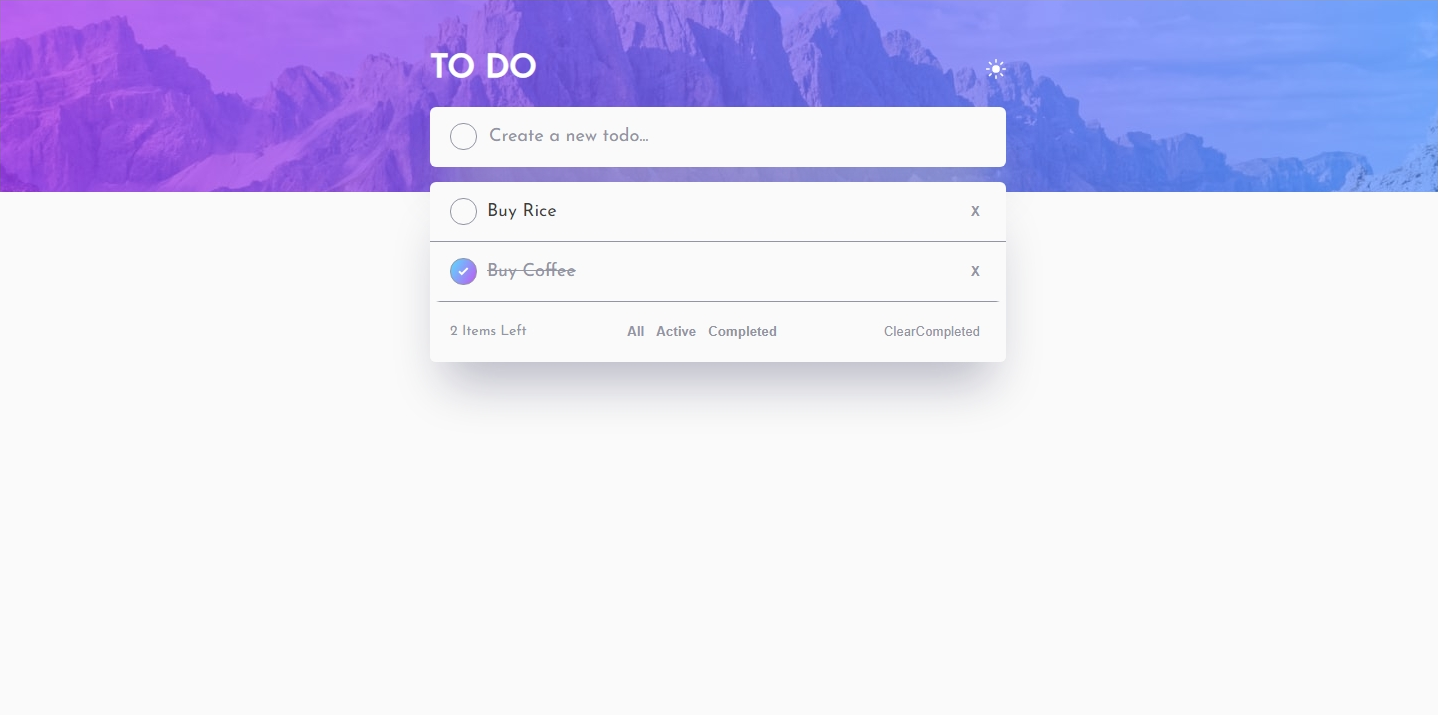 TO DO
Create a new todo...
Buy Rice X
Buy Coffee X
2 Items Left All Active Completed ClearCompleted